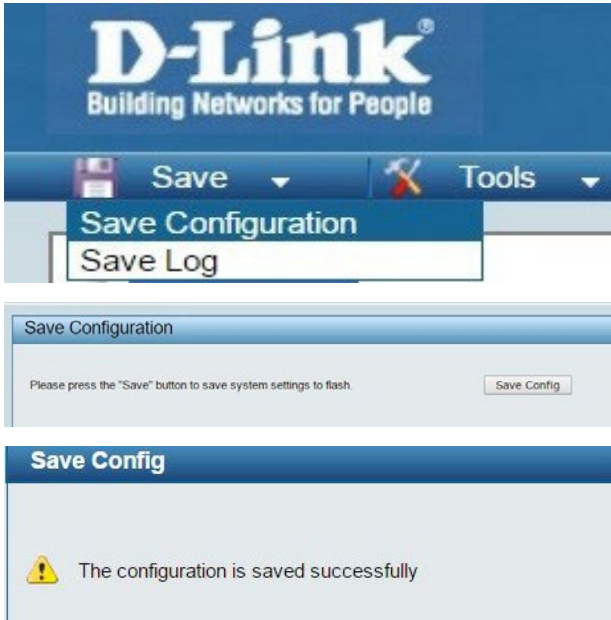 D-Link®
Building Networks for People
Save Tools
Save Configuration
Save Log
Save Configuration
Please press the "Save" button to save system settings to flash. Save Config
Save Config
The configuration is saved successfully